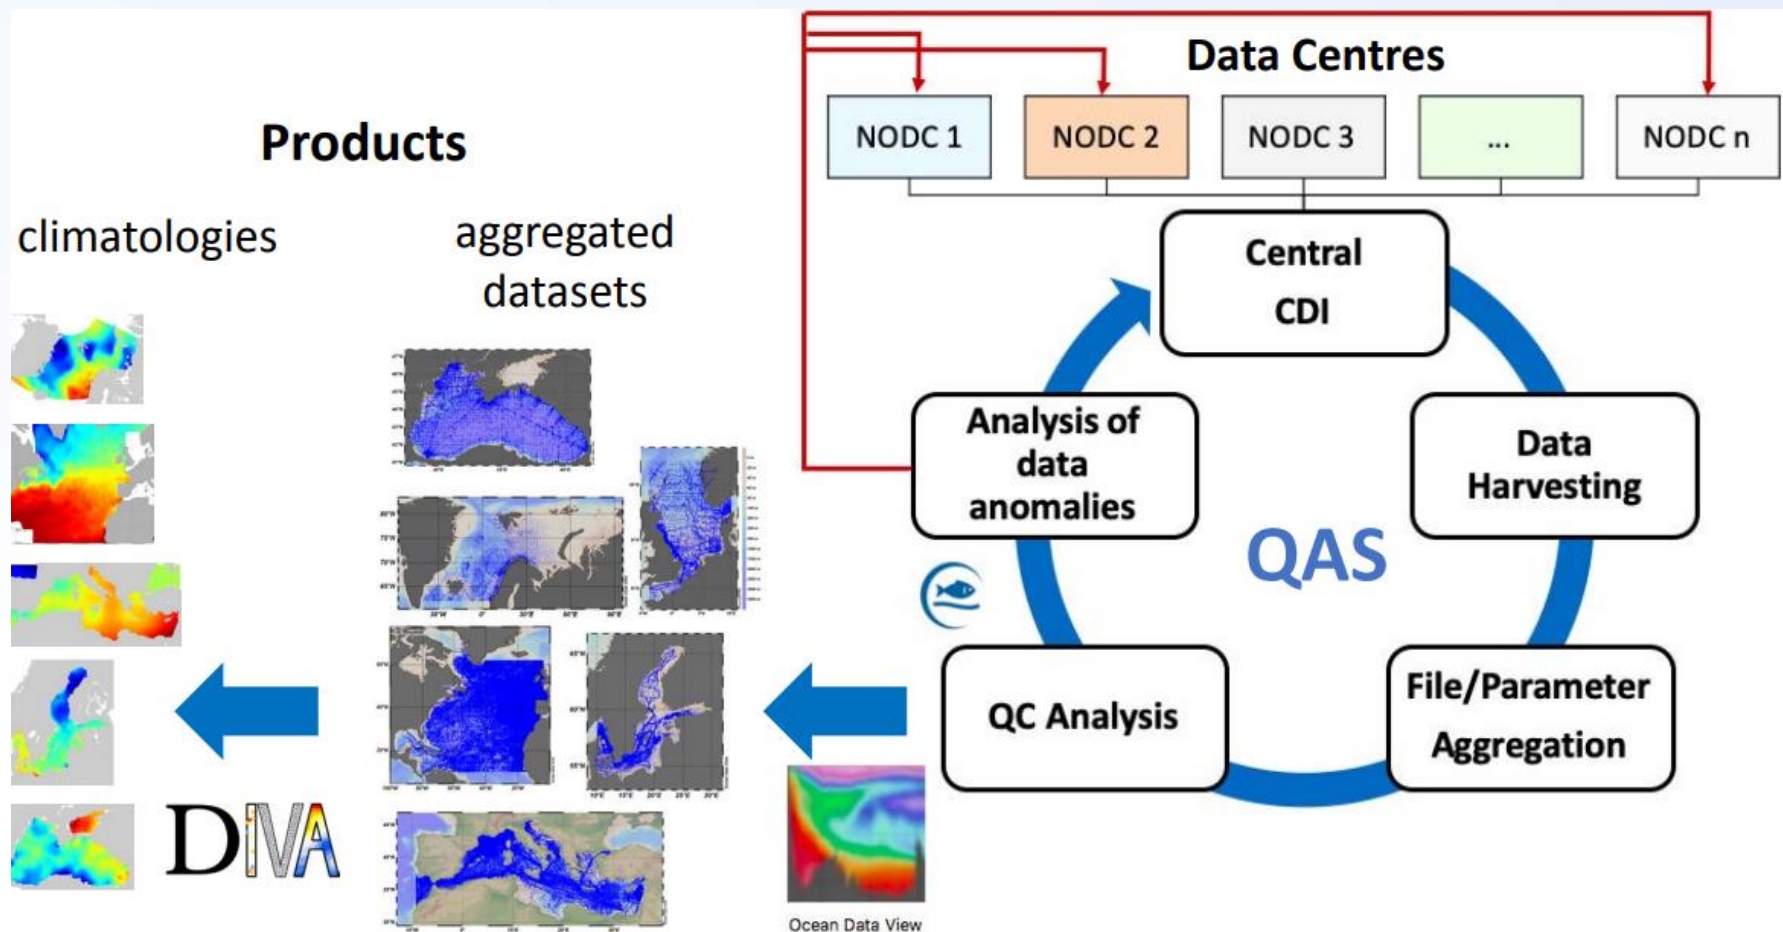 Data Centres
NODC 1
NODC 2
NODC 3
...
NODC n
Products
climatologies
aggregated
datasets
Central
CDI
Data
Harvesting
File/Parameter
Aggregation
QC Analysis
Analysis of
data
anomalies
QAS
DIVA
Ocean Data View